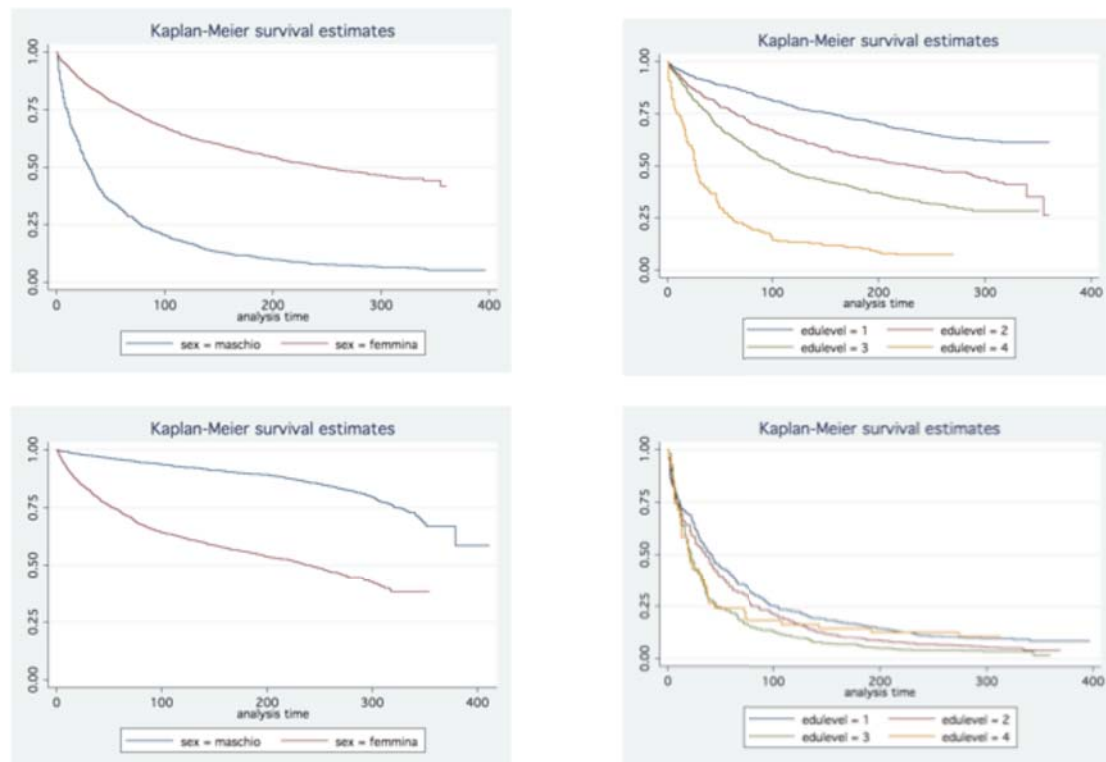 Kaplan-Meier survival estimates
1.00
0.75
0.50
0.25
0.00
0 100 200 300 400
analysis time
sex = maschio sex = femmina
Kaplan-Meier survival estimates
1.00
0.75
0.50
0.25
0.00
0 100 200 300 400
analysis time
edulevel = 1 edulevel = 2
edulevel = 3 edulevel = 4
Kaplan-Meier survival estimates
1.00
0.75
0.50
0.25
0.00
0 100 200 300 400
analysis time
sex = maschio sex = femmina
Kaplan-Meier survival estimates
1.00
0.75
0.50
0.25
0.00
0 100 200 300 400
analysis time
edulevel = 1 edulevel = 2
edulevel = 3 edulevel = 4